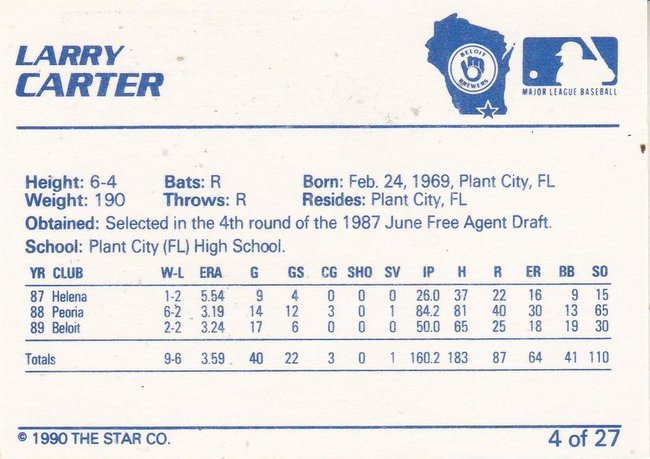 LARRY
CARTER
BELOIT
BREWERS
MAJOR LEAGUE BASEBALL
Height: 6-4 Bats: R Born: Feb. 24, 1969, Plant City, FL
Weight: 190 Throws: R Resides: Plant City, FL
Obtained: Selected in the 4th round of the 1987 June Free Agent Draft.
School: Plant City (FL) High School.
YR CLUB W-L ERA G GS CG SHO SV IP H R ER BB SO
87 Helena 1-2 5.54 9 4 0 0 0 26.0 37 22 16 9 15
88 Peoria 6-2 3.19 14 12 3 0 1 84.2 81 40 30 13 65
89 Beloit 2-2 3.24 17 6 0 0 0 50.0 65 25 18 19 30
Totals 9-6 3.59 40 22 3 0 1 160.2 183 87 64 41 110
© 1990 THE STAR CO. 4 of 27